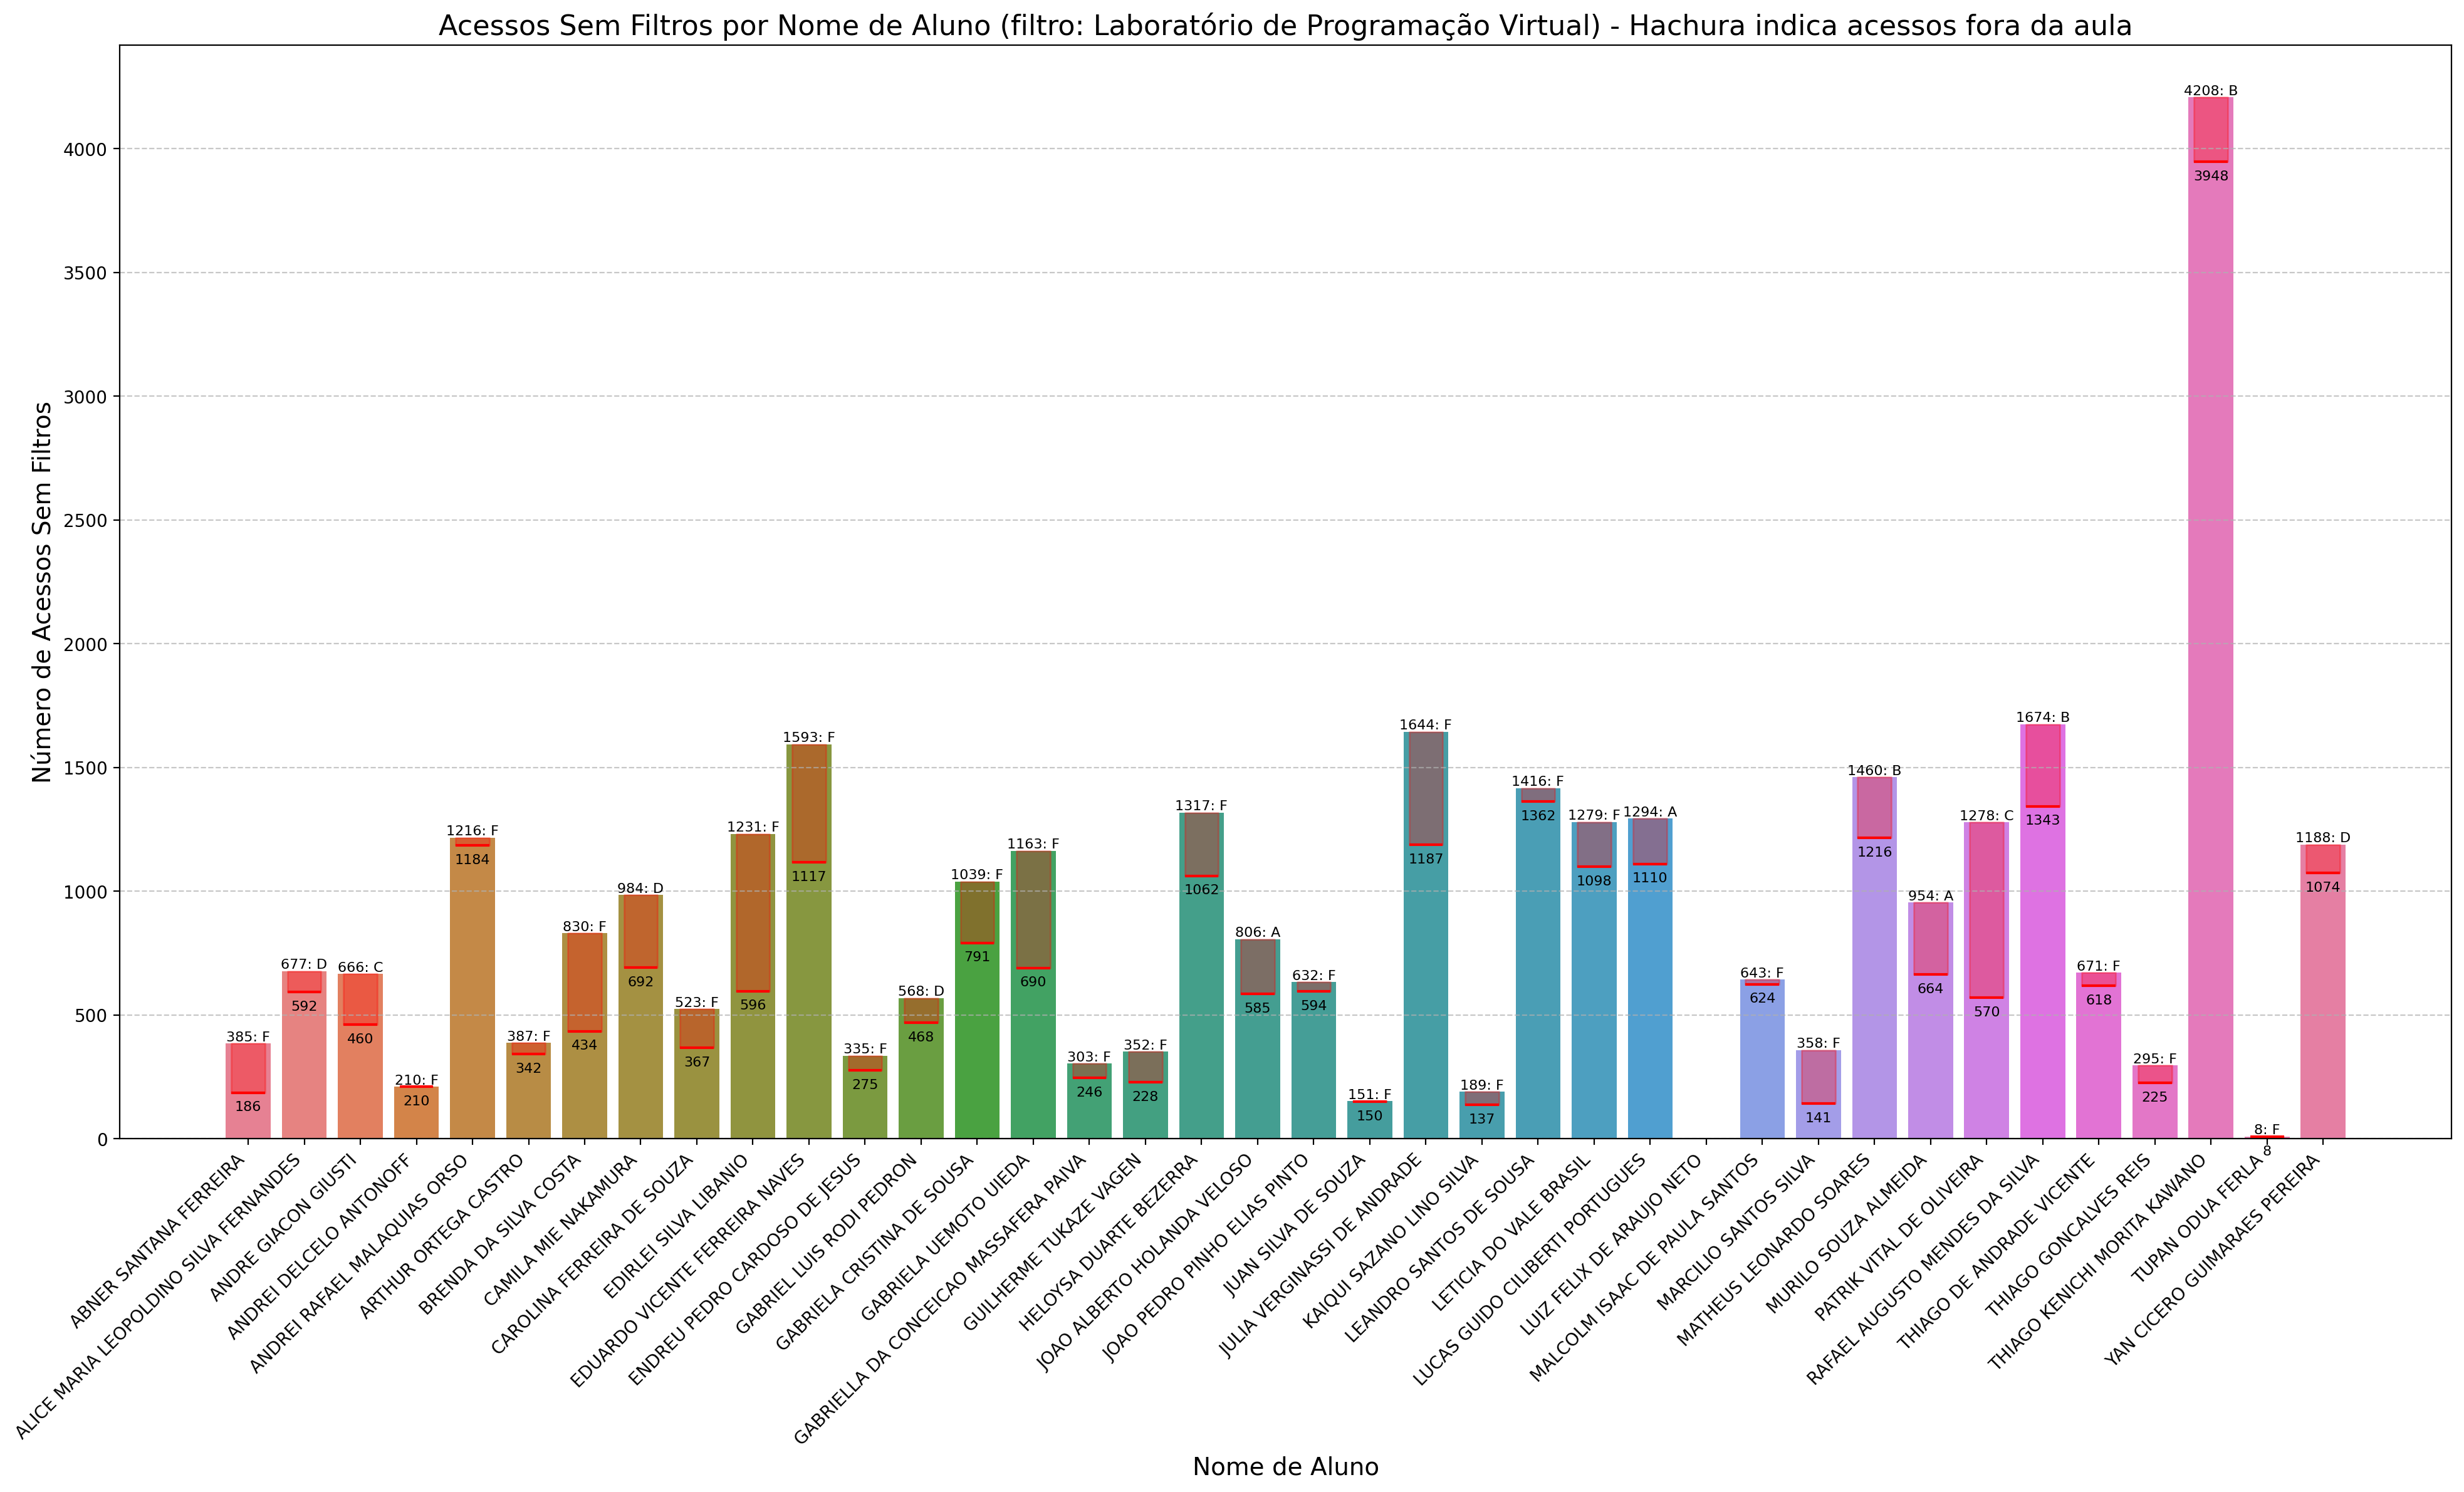 Acessos Sem Filtros por Nome de Aluno (filtro: Laboratório de Programação Virtual) - Hachura indica acessos fora da aula
Número de Acessos Sem Filtros
4000
3500
3000
2500
2000
1500
1000
500
0
385: F
186
677: D
592
666: C
460
210: F
210
1216: F
1184
387: F
342
830: F
434
984: D
692
523: F
367
1231: F
596
1593: F
1117
335: F
275
568: D
468
1039: F
791
1163: F
690
303: F
246
352: F
228
1317: F
1062
806: A
585
632: F
594
151: F
150
1644: F
1187
189: F
137
1416: F
1362
1279: F
1098
1294: A
1110
643: F
624
358: F
141
1460: B
1216
954: A
664
1278: C
570
1674: B
1343
671: F
618
295: F
225
4208: B
3948
8: F
8
1188: D
1074
ABNER SANTANA FERREIRA
ALICE MARIA LEOPOLDINO SILVA FERNANDES
ANDRE GIACON GIUSTI
ANDREI DELCELO ANTONOFF
ANDREI RAFAEL MALAQUIAS ORSO
ARTHUR ORTEGA CASTRO
BRENDA DA SILVA COSTA
CAMILA MIE NAKAMURA
CAROLINA FERREIRA DE SOUZA
EDIRLEI SILVA LIBANIO
EDUARDO VICENTE FERREIRA NAVES
ENDREU PEDRO CARDOSO DE JESUS
GABRIEL LUIS RODI PEDRON
GABRIELA CRISTINA DE SOUSA
GABRIELA UEMOTO UIEDA
GABRIELLA DA CONCEICAO MASSAFERA PAIVA
GUILHERME TUKAZE VAGEN
HELOYSA DUARTE BEZERRA
JOAO ALBERTO HOLANDA VELOSO
JOAO PEDRO PINHO ELIAS PINTO
JUAN SILVA DE SOUZA
JULIA VERGINASSI DE ANDRADE
KAIQUI SAZANO LINO SILVA
LEANDRO SANTOS DE SOUSA
LETICIA DO VALE BRASIL
LUCAS GUIDO CILIBERTI PORTUGUES
LUIZ FELIX DE ARAUJO NETO
MALCOLM ISAAC DE PAULA SANTOS
MARCILIO SANTOS SILVA
MATHEUS LEONARDO SOARES
MURILO SOUZA ALMEIDA
PATRIK VITAL DE OLIVEIRA
RAFAEL AUGUSTO MENDES DA SILVA
THIAGO DE ANDRADE VICENTE
THIAGO GONCALVES REIS
THIAGO KENICHI MORITA KAWANO
TUPAN ODUA FERLA
YAN CICERO GUIMARAES PEREIRA
Nome de Aluno